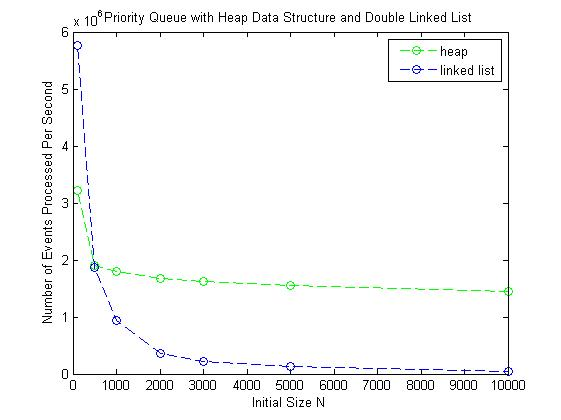 x 10^6 Priority Queue with Heap Data Structure and Double Linked List
heap
linked list
Number of Events Processed Per Second
6
5
4
3
2
1
0
0 1000 2000 3000 4000 5000 6000 7000 8000 9000 10000
Initial Size N